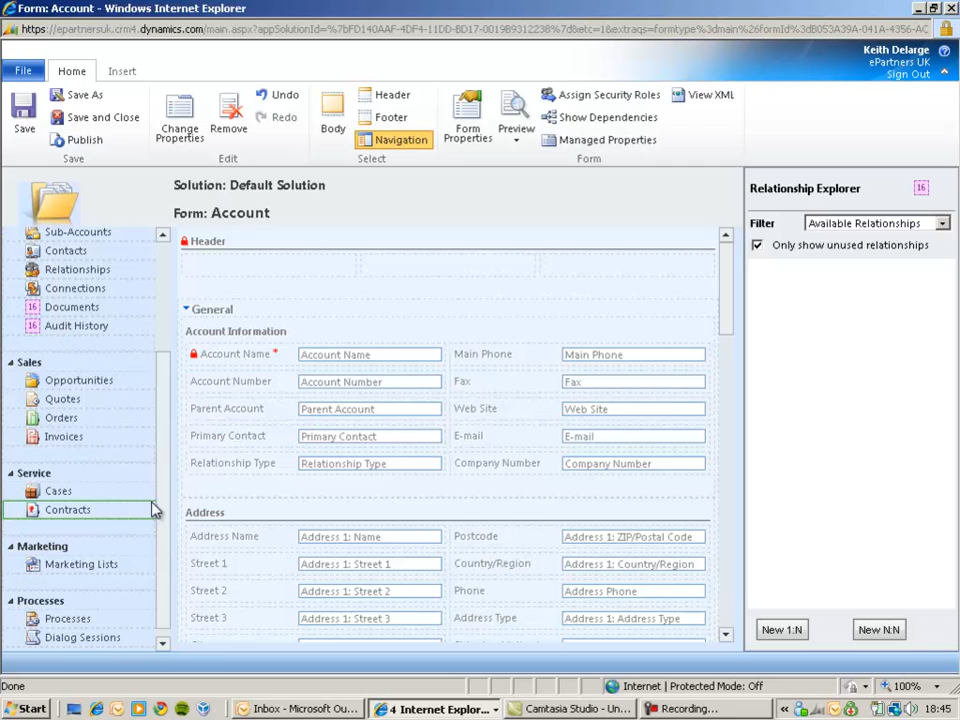 Form: Account - Windows Internet Explorer
https://epartnersuk.crm4.dynamics.com/main.aspx?appSolutionId=%7bFD140AAF-4DF4-11DD-BD17-0019B9312238%7d&etc=1&extraqs=formtype%3dmain%26formId%3dB053A39A-041A-4356-AC
Keith Delarge
ePartners UK
Sign Out
File
Home
Insert
Save
Save As
Save and Close
Publish
Save
Change Properties
Remove
Undo
Redo
Edit
Body
Header
Footer
Navigation
Select
Form Properties
Preview
Assign Security Roles
Show Dependencies
Managed Properties
View XML
Form
Solution: Default Solution
Form: Account
Sub-Accounts
Contacts
Relationships
Connections
16 Documents
16 Audit History
Sales
Opportunities
Quotes
Orders
Invoices
Service
Cases
Contracts
Marketing
Marketing Lists
Processes
Processes
Dialog Sessions
Header
General
Account Information
Account Name * Account Name Main Phone Main Phone
Account Number Account Number Fax Fax
Parent Account Parent Account Web Site Web Site
Primary Contact Primary Contact E-mail E-mail
Relationship Type Relationship Type Company Number Company Number
Address
Address Name Address 1: Name Postcode Address 1: ZIP/Postal Code
Street 1 Address 1: Street 1 Country/Region Address 1: Country/Region
Street 2 Address 1: Street 2 Phone Address Phone
Street 3 Address 1: Street 3 Address Type Address 1: Address Type
Relationship Explorer 16
Filter Available Relationships
Only show unused relationships
New 1:N New N:N
Done Internet | Protected Mode: Off 100%
Start Inbox - Microsoft Ou... 4 Internet Explor... Camtasia Studio - Un... Recording... 18:45